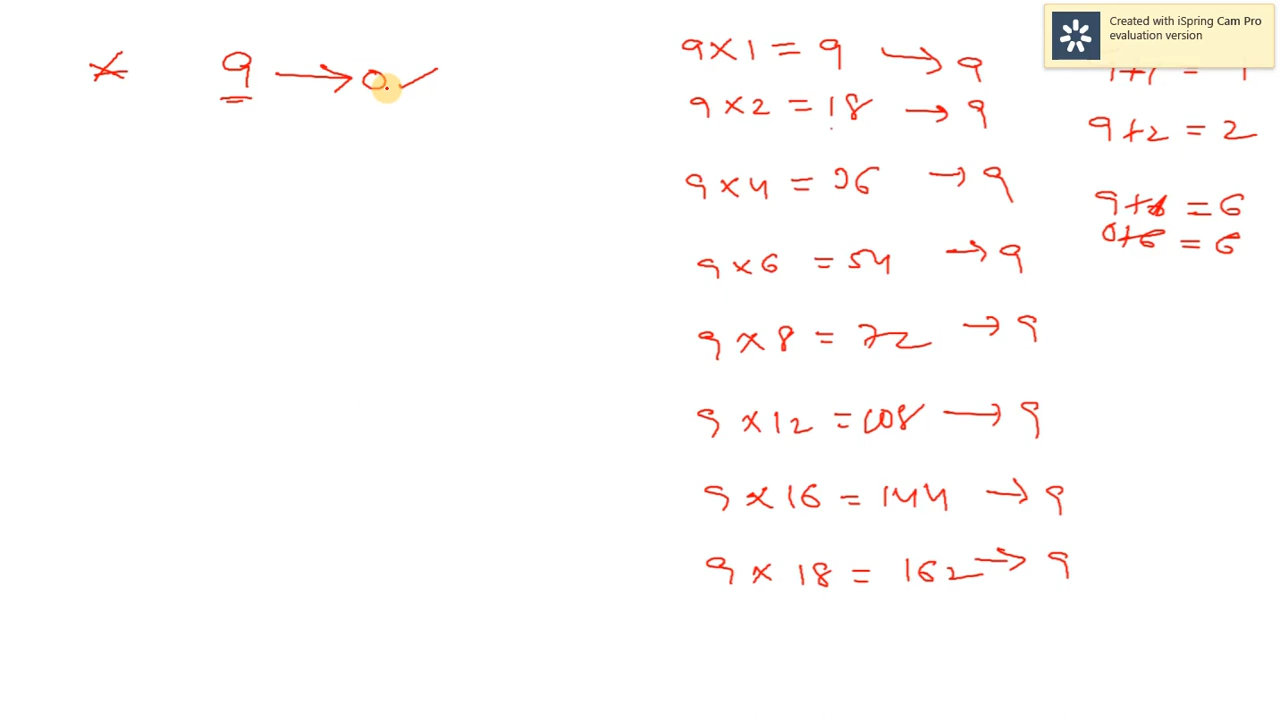 × 9 → 0 ✓
9 × 1 = 9 → 9
9 × 2 = 18 → 9
9 × 4 = 36 → 9
9 × 6 = 54 → 9
9 × 8 = 72 → 9
9 × 12 = 108 → 9
9 × 16 = 144 → 9
9 × 18 = 162 → 9
9 + 2 = 2
= 6
0 + 6 = 6
Created with iSpring Cam Pro
evaluation version